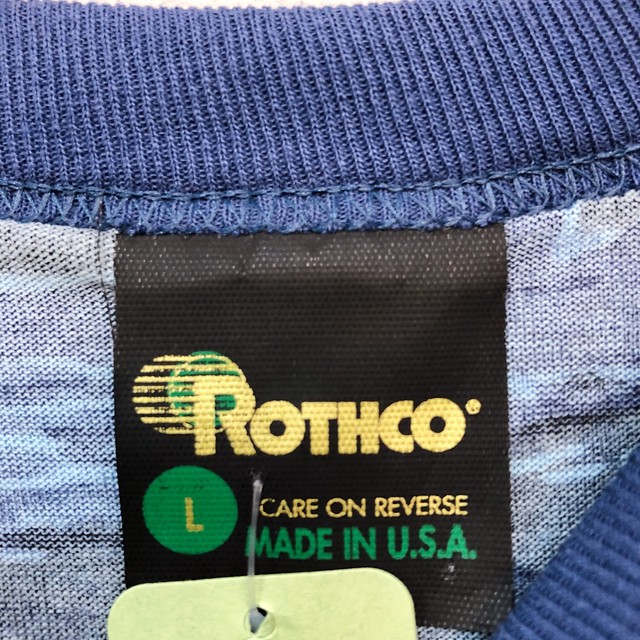 ROTHCO®
L
CARE ON REVERSE
MADE IN U.S.A.